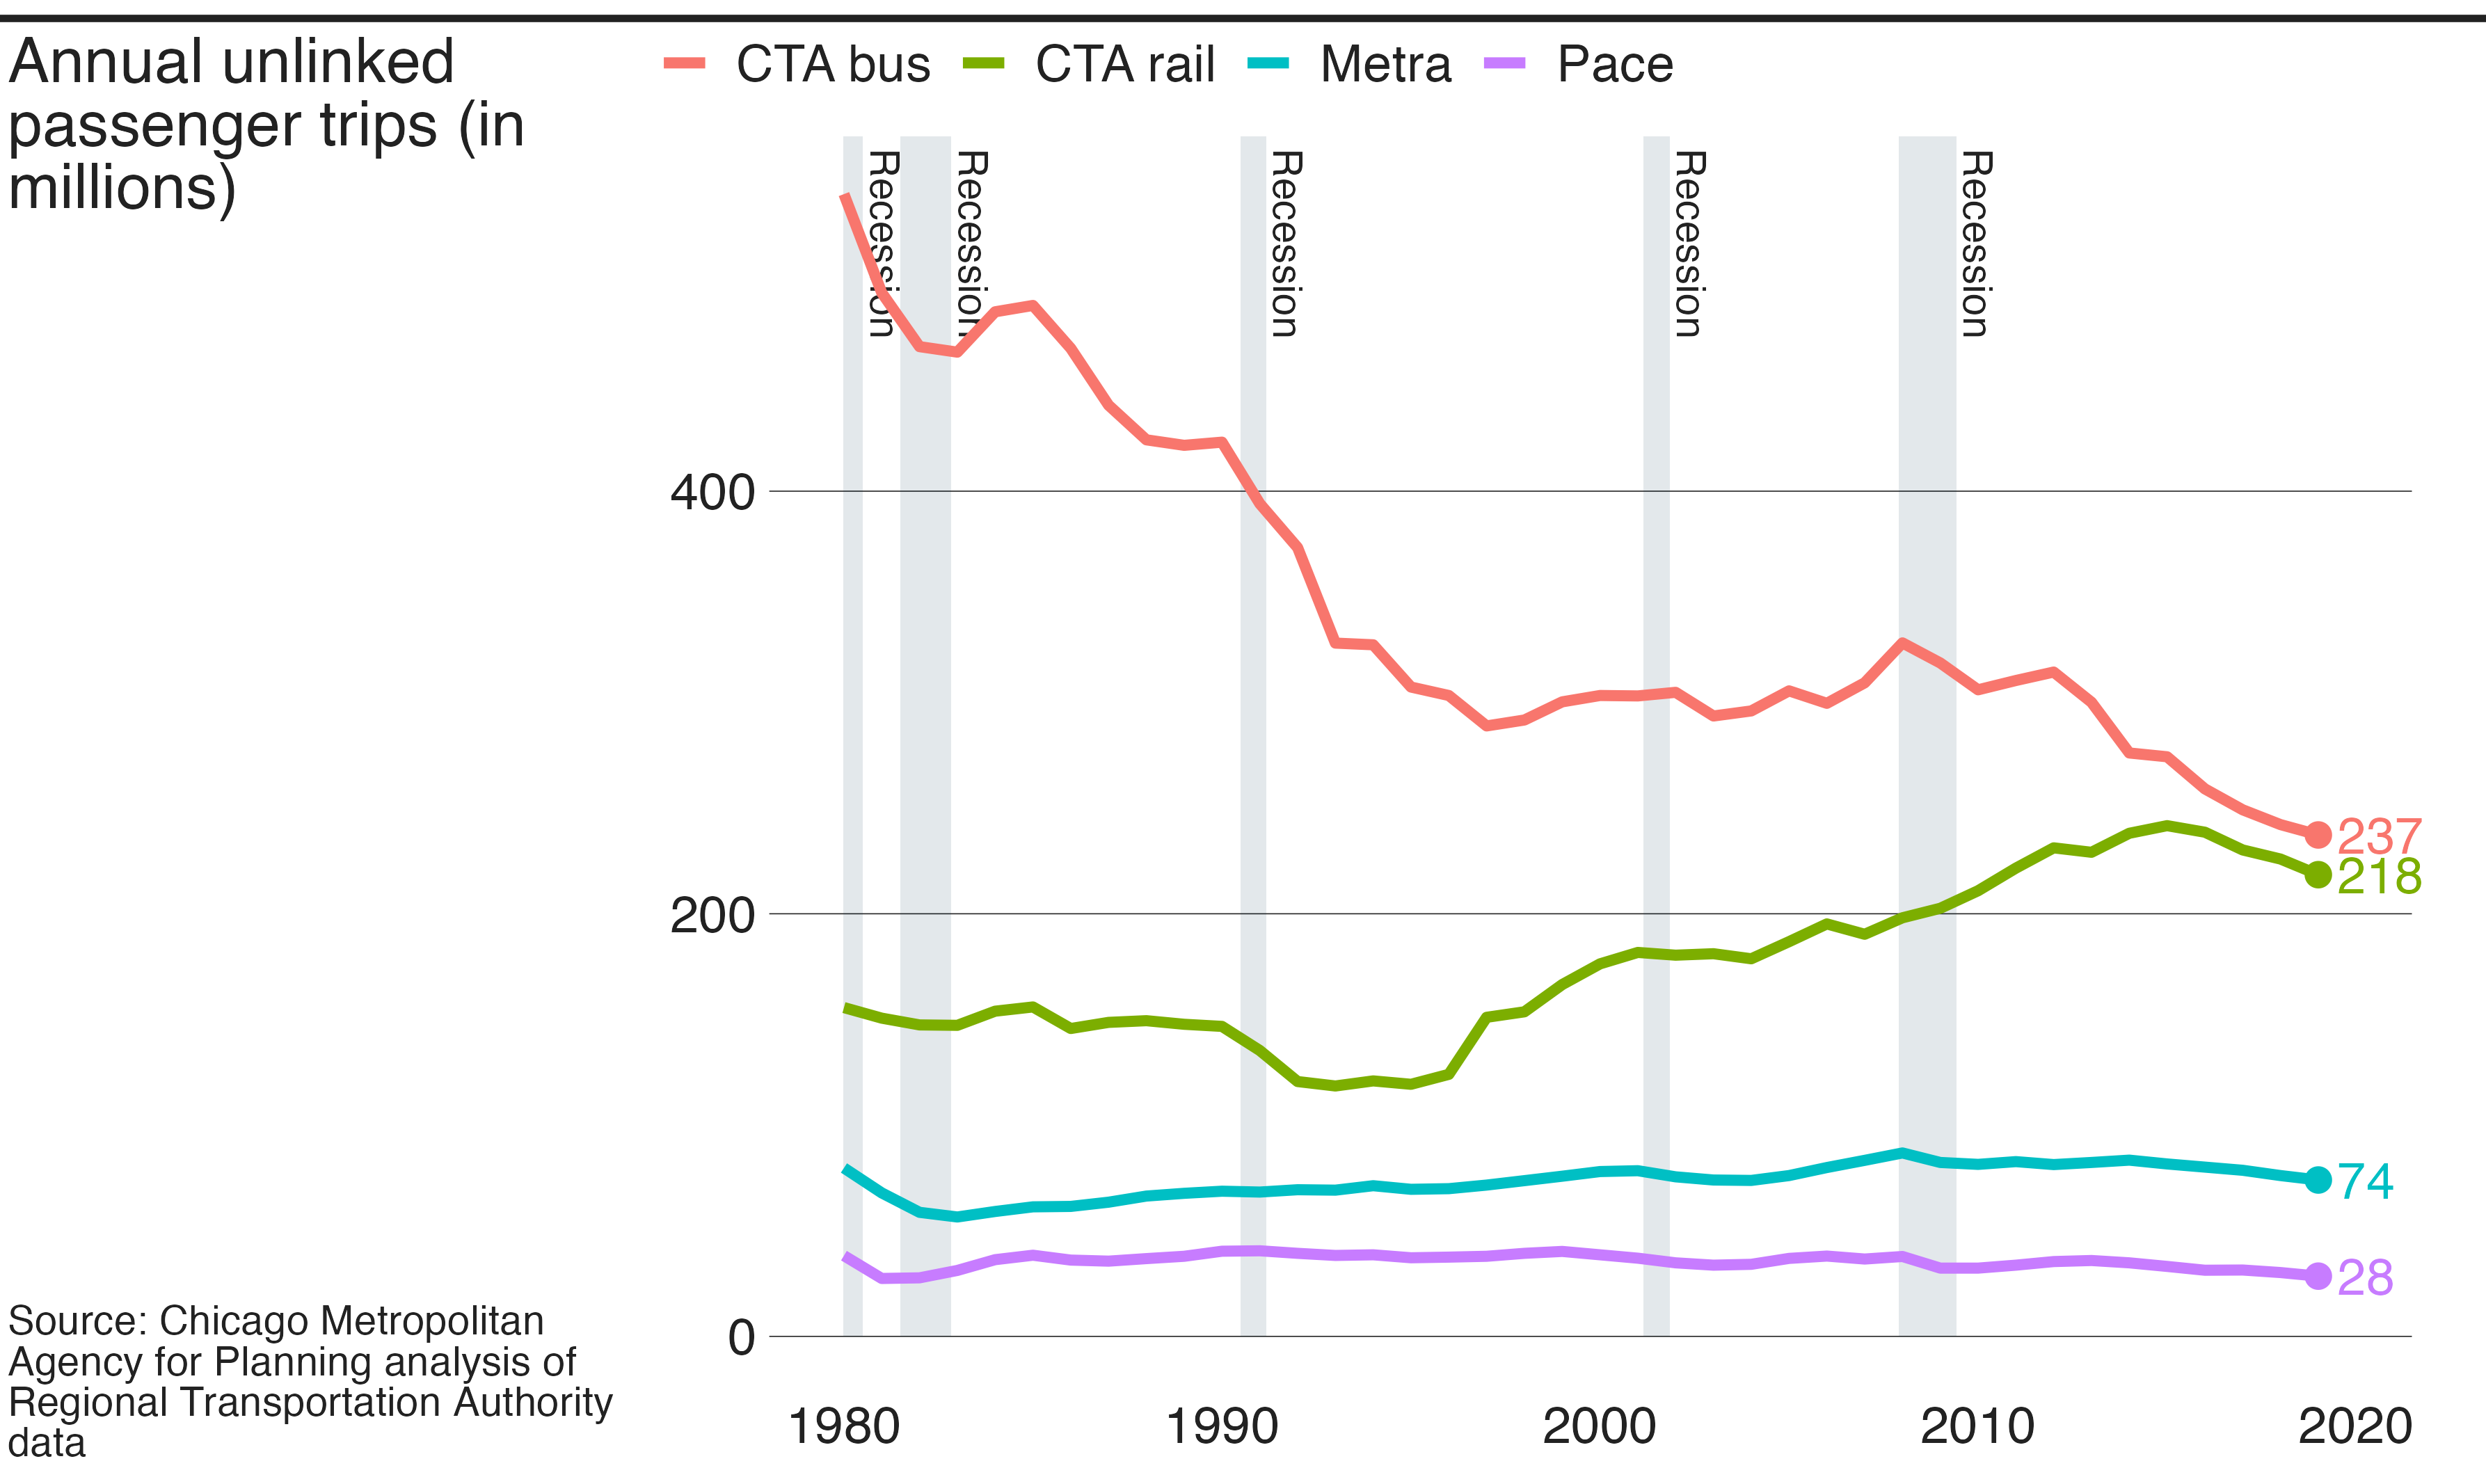 Annual unlinked
passenger trips (in
millions)
CTA bus CTA rail Metra Pace
Recession Recession Recession Recession Recession
400
200
0
237
218
74
28
1980 1990 2000 2010 2020
Source: Chicago Metropolitan
Agency for Planning analysis of
Regional Transportation Authority
data